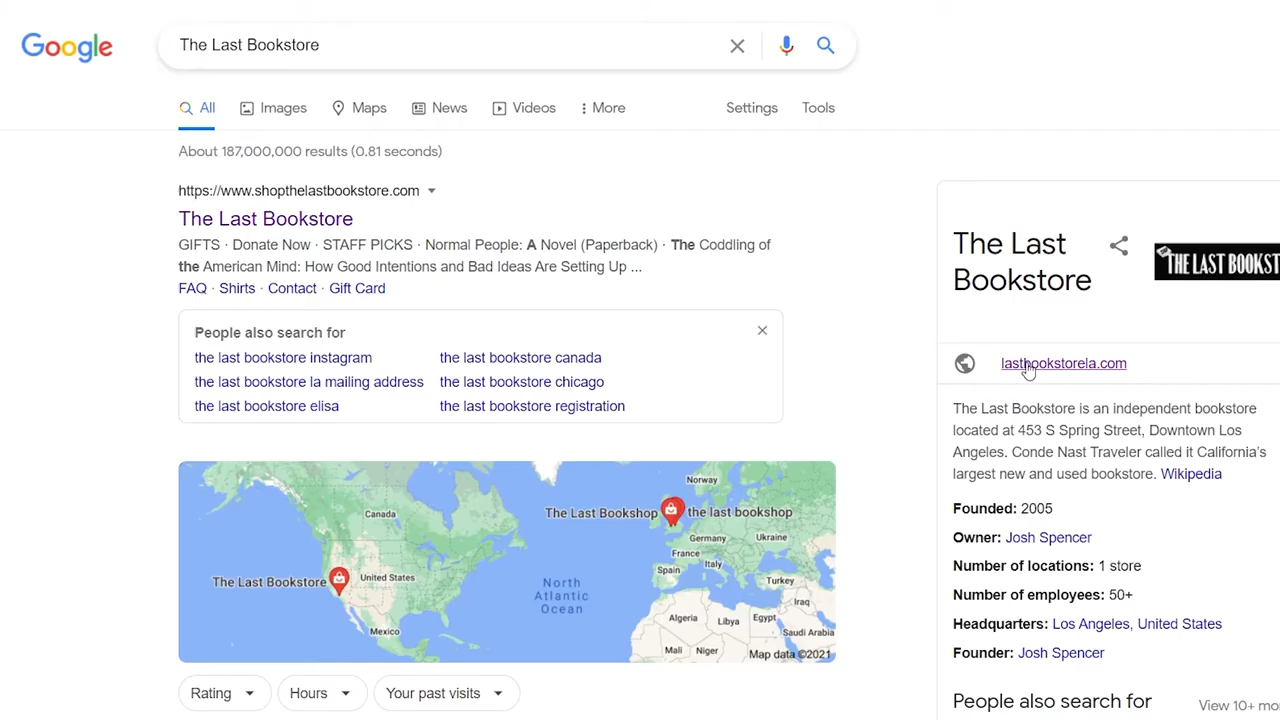 Google
The Last Bookstore
All
Images
Maps
News
Videos
More
Settings
Tools
About 187,000,000 results (0.81 seconds)
https://www.shopthelastbookstore.com
The Last Bookstore
GIFTS · Donate Now · STAFF PICKS · Normal People: A Novel (Paperback) · The Coddling of
the American Mind: How Good Intentions and Bad Ideas Are Setting Up ...
FAQ · Shirts · Contact · Gift Card
People also search for
the last bookstore instagram
the last bookstore canada
the last bookstore la mailing address
the last bookstore chicago
the last bookstore elisa
the last bookstore registration
Canada
United States
Mexico
The Last Bookstore
North
Atlantic
Ocean
The Last Bookshop
the last bookshop
Norway
Germany
Ukraine
France
Italy
Spain
Turkey
Iraq
Algeria
Libya
Egypt
Saudi Arabia
Mali
Niger
Map data ©2021
Rating
Hours
Your past visits
The Last
Bookstore
THE LAST BOOKST
lastbookstorela.com
The Last Bookstore is an independent bookstore
located at 453 S Spring Street, Downtown Los
Angeles. Conde Nast Traveler called it California's
largest new and used bookstore. Wikipedia
Founded: 2005
Owner: Josh Spencer
Number of locations: 1 store
Number of employees: 50+
Headquarters: Los Angeles, United States
Founder: Josh Spencer
People also search for
View 10+ mo